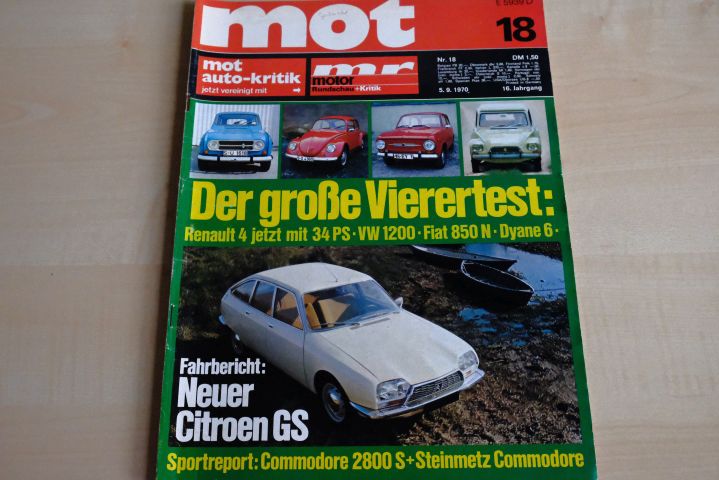 mot
18
mot
auto-kritik
jetzt vereinigt mit
mr
motor
Rundschau+Kritik
Nr. 18
DM 1,50
5. 9. 1970
16. Jahrgang
Der große Vierertest:
Renault 4 jetzt mit 34 PS · VW 1200 · Fiat 850 N · Dyane 6 ·
Fahrbericht:
Neuer
Citroen GS
Sportreport: Commodore 2800 S+Steinmetz Commodore